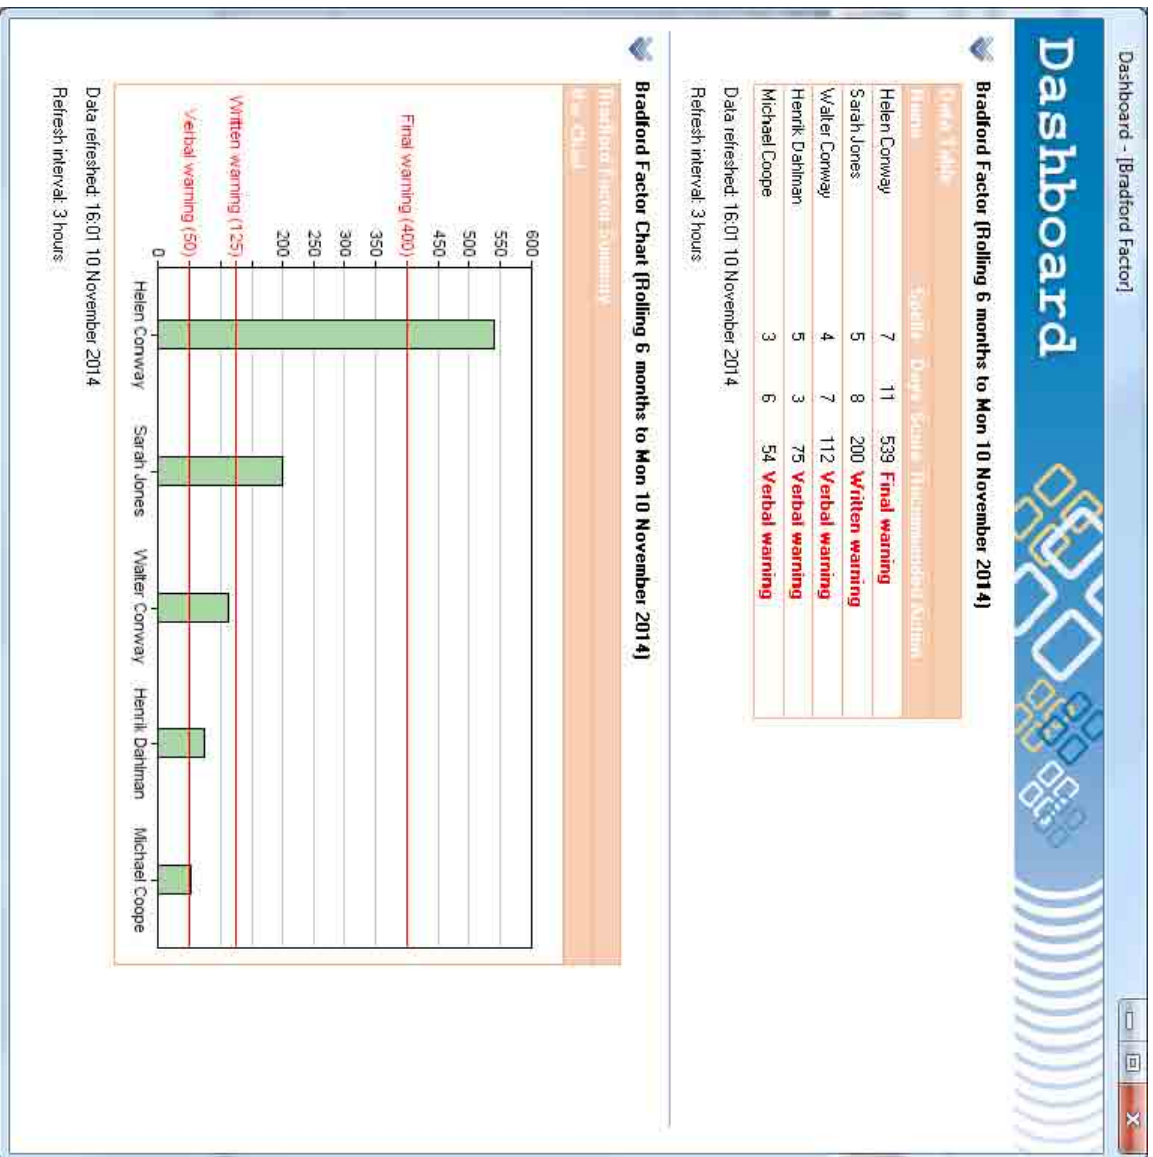 Dashboard - [Bradford Factor]
Dashboard
Bradford Factor (Rolling 6 months to Mon 10 November 2014)
Data Table
Name Spells Days Score Recommended Action
Helen Conway 7 11 539 Final warning
Sarah Jones 5 8 200 Written warning
Walter Conway 4 7 112 Verbal warning
Henrik Dahlman 5 3 75 Verbal warning
Michael Coope 3 6 54 Verbal warning
Data refreshed: 16:01 10 November 2014
Refresh interval: 3 hours
Bradford Factor Chart (Rolling 6 months to Mon 10 November 2014)
Bradford Factor Summary
Bar Chart
600
550
500
450
Final warning (400)
350
300
250
200
Written warning (125)
Verbal warning (50)
0
Helen Conway Sarah Jones Walter Conway Henrik Dahlman Michael Coope
Data refreshed: 16:01 10 November 2014
Refresh interval: 3 hours